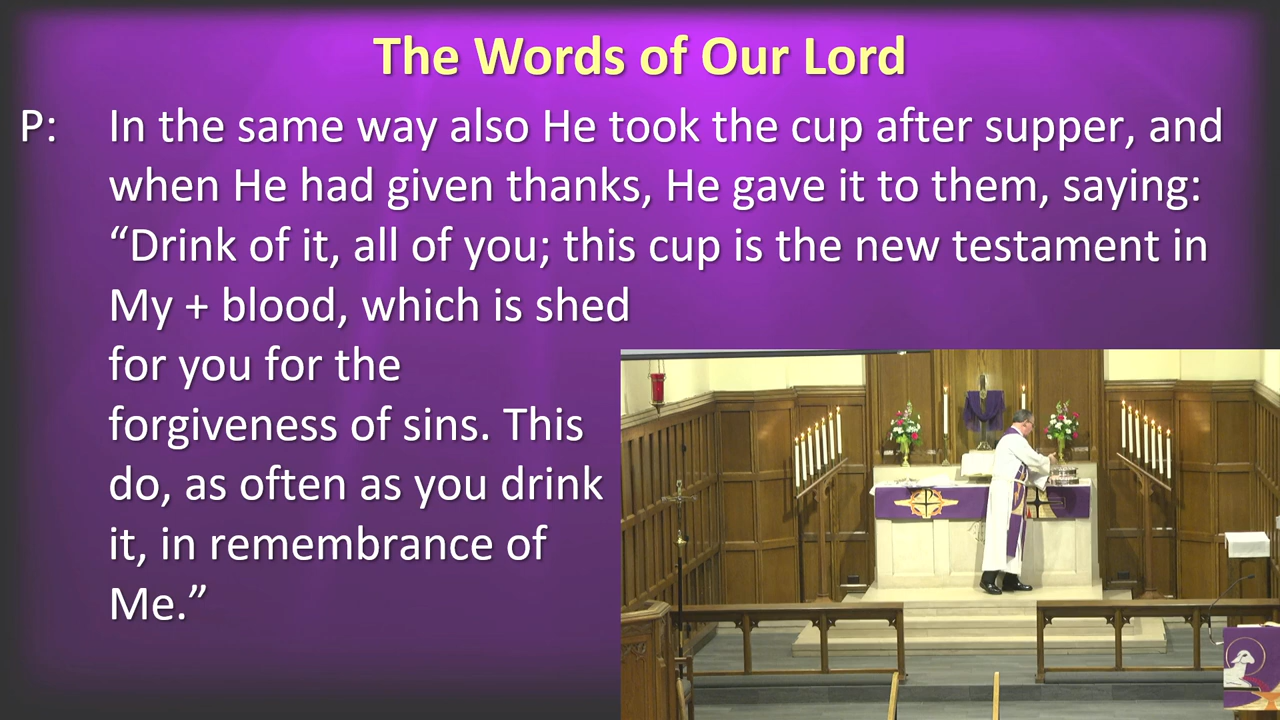 The Words of Our Lord
P: In the same way also He took the cup after supper, and
when He had given thanks, He gave it to them, saying:
“Drink of it, all of you; this cup is the new testament in
My + blood, which is shed
for you for the
forgiveness of sins. This
do, as often as you drink
it, in remembrance of
Me.”